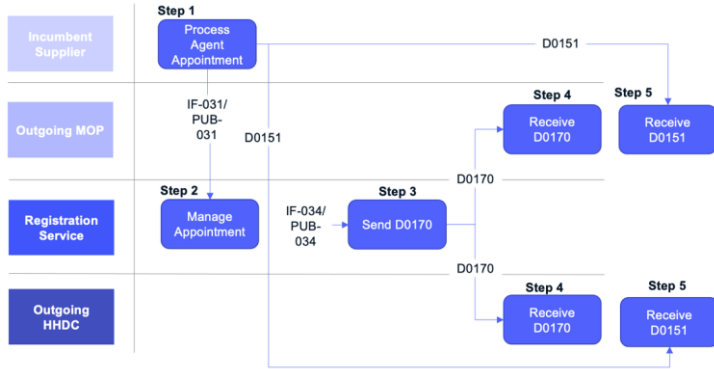 Step 1
Incumbent
Supplier
Process
Agent
Appointment
D0151
IF-031/
PUB-
031
D0151
Outgoing MOP
Step 4
Receive
D0170
Step 5
Receive
D0151
D0170
Step 2
Registration
Service
Manage
Appointment
IF-034/
PUB-
034
Step 3
Send D0170
D0170
Outgoing
HHDC
Step 4
Receive
D0170
Step 5
Receive
D0151